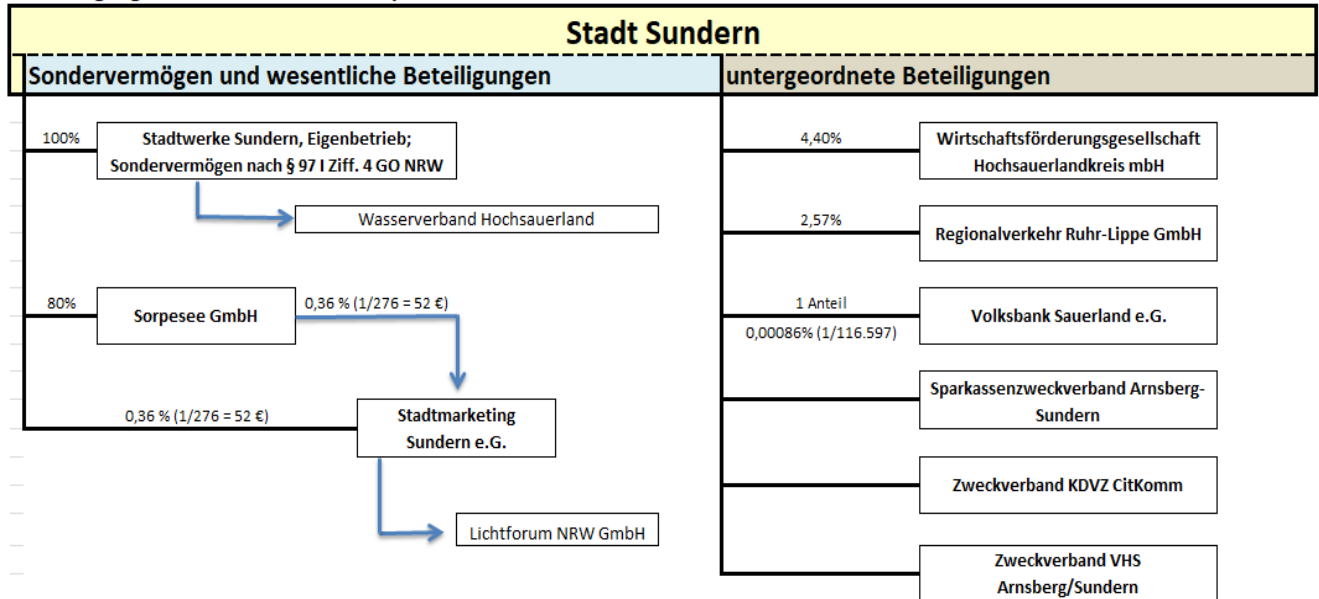 Stadt Sundern
Sondervermögen und wesentliche Beteiligungen
untergeordnete Beteiligungen
100%
Stadtwerke Sundern, Eigenbetrieb;
Sondervermögen nach § 97 I Ziff. 4 GO NRW
Wasserverband Hochsauerland
80%
Sorpesee GmbH
0,36 % (1/276 = 52 €)
0,36 % (1/276 = 52 €)
Stadtmarketing
Sundern e.G.
Lichtforum NRW GmbH
4,40%
Wirtschaftsförderungsgesellschaft
Hochsauerlandkreis mbH
2,57%
Regionalverkehr Ruhr-Lippe GmbH
1 Anteil
0,00086% (1/116.597)
Volksbank Sauerland e.G.
Sparkassenzweckverband Arnsberg-
Sundern
Zweckverband KDVZ CitKomm
Zweckverband VHS
Arnsberg/Sundern